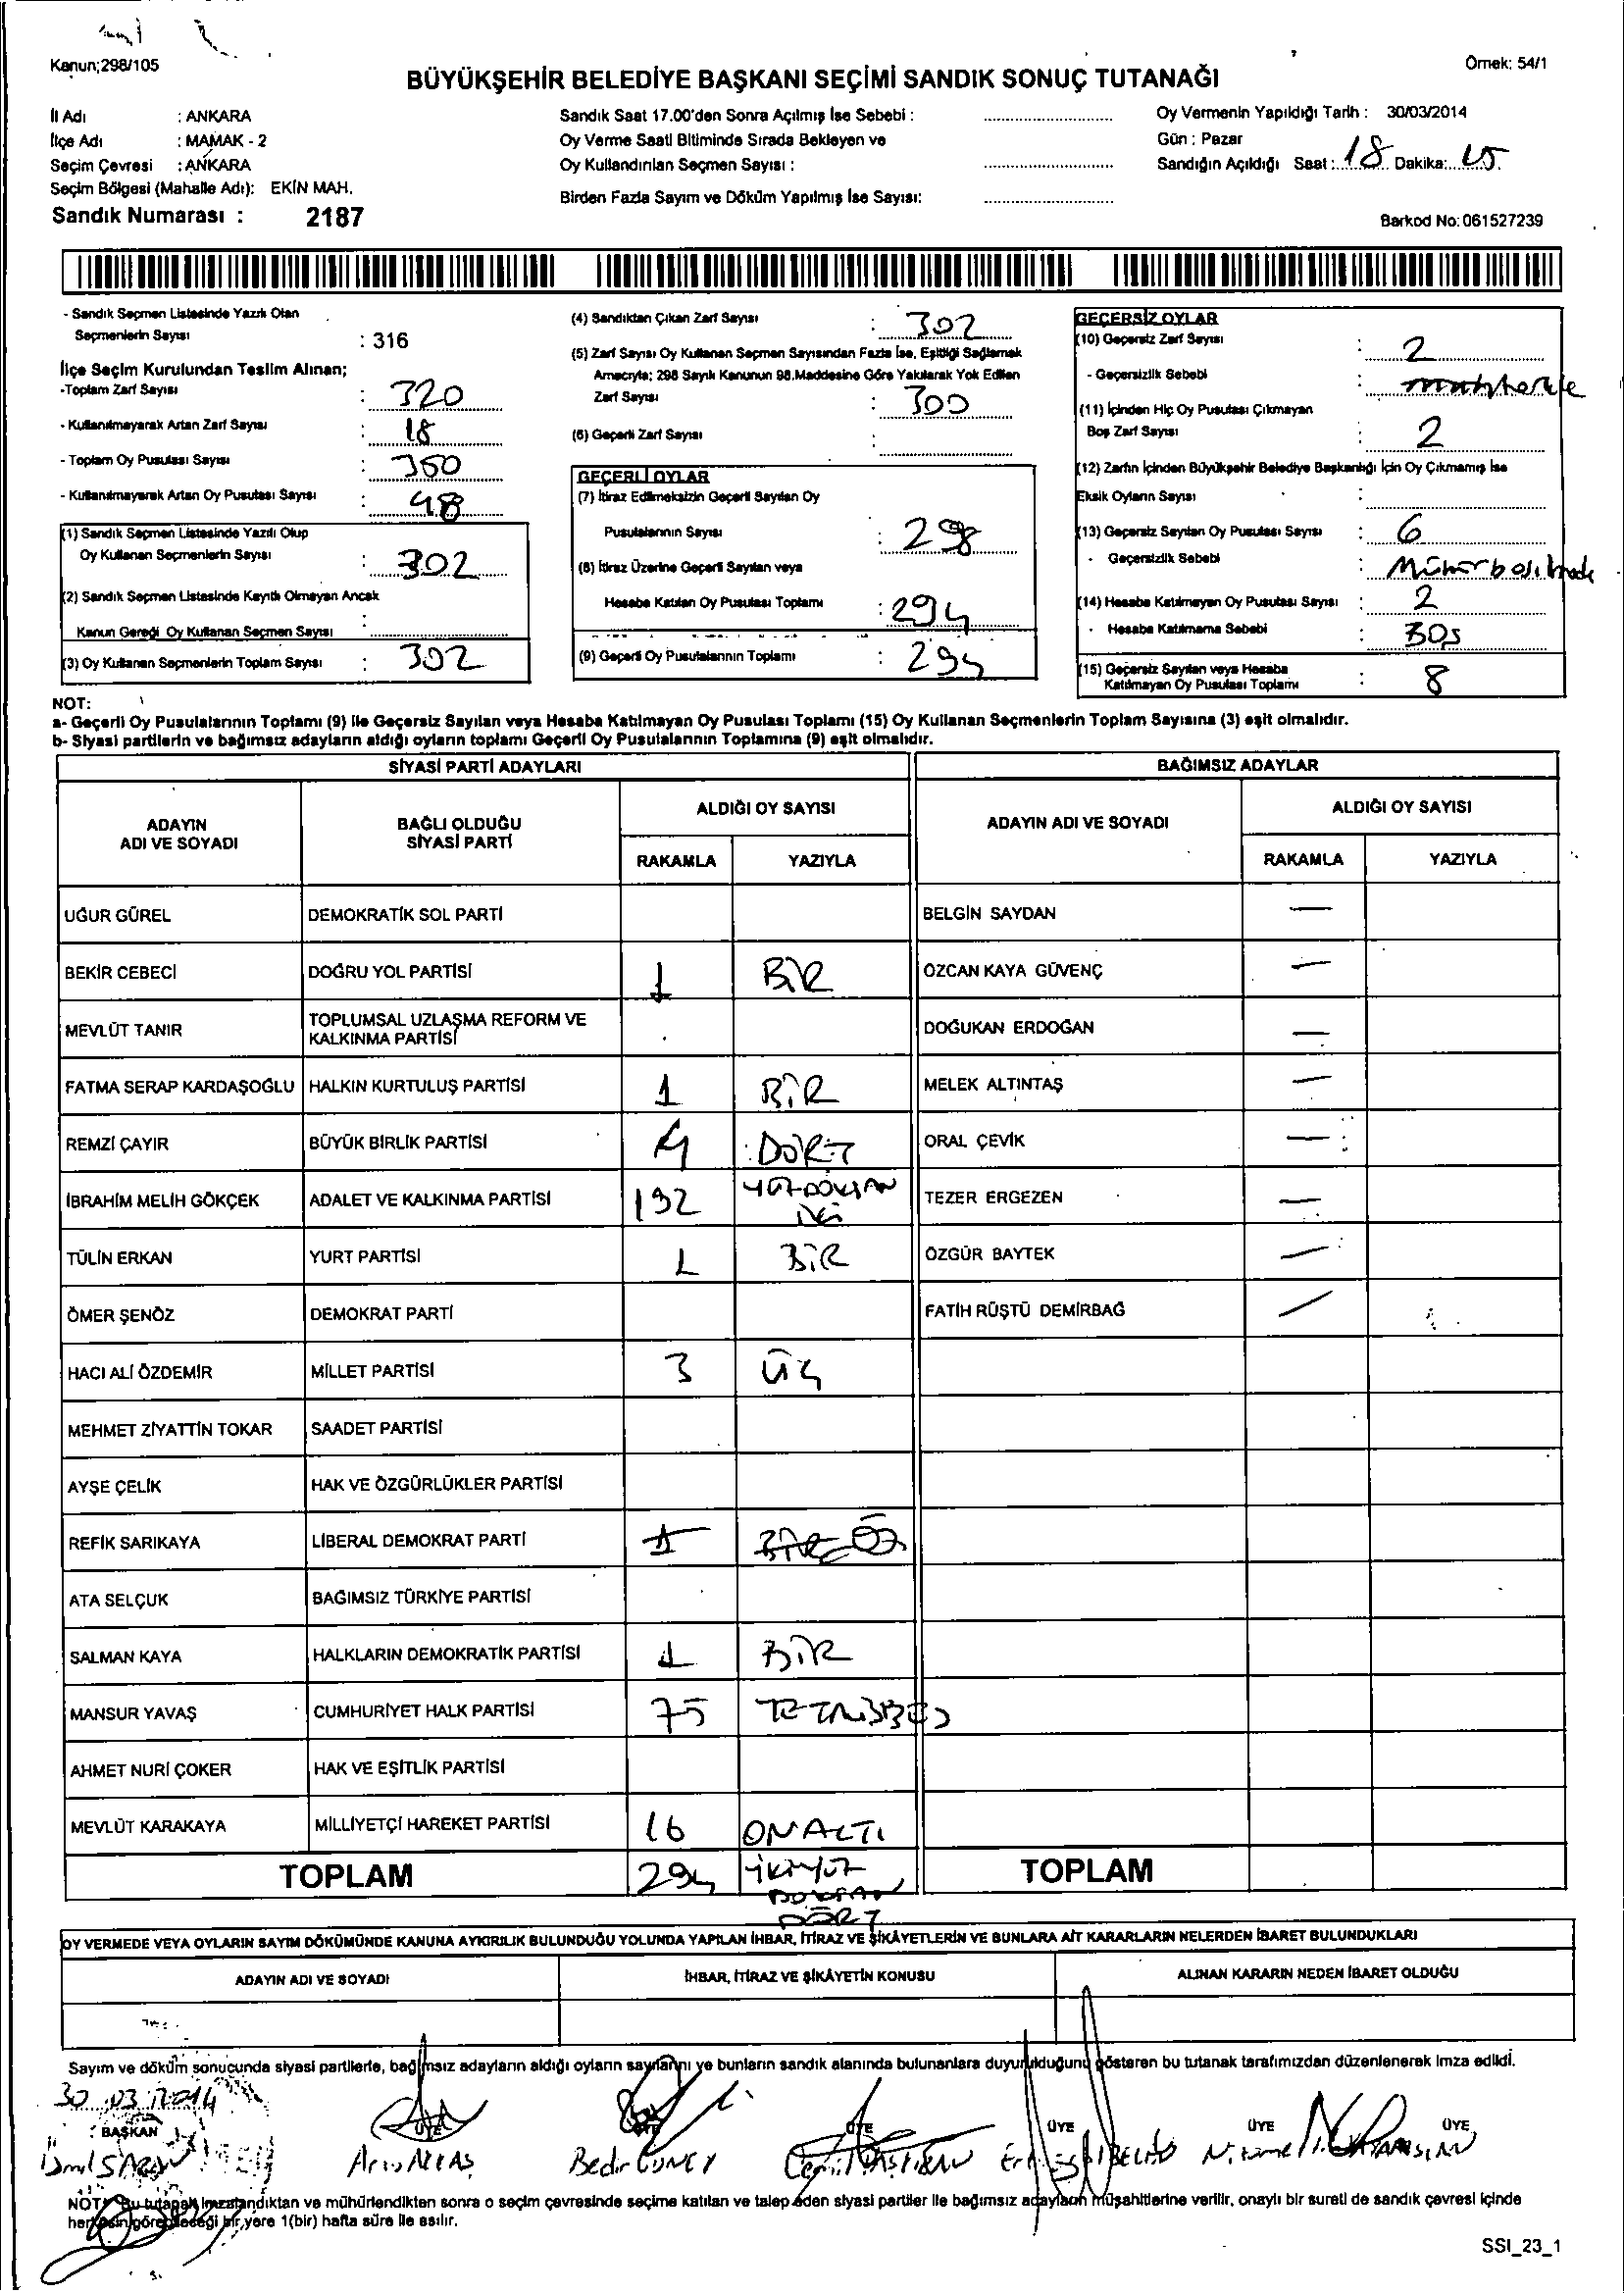 Kanun;298/105
Örnek: 54/1
BÜYÜKŞEHİR BELEDİYE BAŞKANI SEÇİMİ SANDIK SONUÇ TUTANAĞI
İl Adı : ANKARA
İlçe Adı : MAMAK - 2
Seçim Çevresi : ANKARA
Seçim Bölgesi (Mahalle Adı): EKİN MAH.
Sandık Numarası : 2187
Sandık Saat 17.00'den Sonra Açılmış İse Sebebi :
Oy Verme Saati Bitiminde Sırada Bekleyen ve
Oy Kullandırılan Seçmen Sayısı :
Birden Fazla Sayım ve Döküm Yapılmış İse Sayısı:
Oy Vermenin Yapıldığı Tarih : 30/03/2014
Gün : Pazar
Sandığın Açıldığı Saat : 18 Dakika: 15
Barkod No: 061527239
- Sandık Seçmen Listesinde Yazılı Olan
Seçmenlerin Sayısı : 316
İlçe Seçim Kurulundan Teslim Alınan;
-Toplam Zarf Sayısı : 320
- Kullanılmayarak Artan Zarf Sayısı : 18
- Toplam Oy Pusulası Sayısı : 350
- Kullanılmayarak Artan Oy Pusulası Sayısı : 48
(1) Sandık Seçmen Listesinde Yazılı Olup
Oy Kullanan Seçmenlerin Sayısı : 302
(2) Sandık Seçmen Listesinde Kayıtlı Olmayan Ancak
Kanun Gereği Oy Kullanan Seçmen Sayısı :
(3) Oy Kullanan Seçmenlerin Toplam Sayısı : 302
(4) Sandıktan Çıkan Zarf Sayısı : 302
(5) Zarf Sayısı Oy Kullanan Seçmen Sayısından Fazla İse, Eşitliği Sağlamak
Amacıyla; 298 Sayılı Kanunun 98.Maddesine Göre Yakılarak Yok Edilen
Zarf Sayısı : 300
(6) Geçerli Zarf Sayısı :
GEÇERLİ OYLAR
(7) İtiraz Edilmeksizin Geçerli Sayılan Oy
Pusulalarının Sayısı : 298
(8) İtiraz Üzerine Geçerli Sayılan veya
Hesaba Katılan Oy Pusulası Toplamı : 294
(9) Geçerli Oy Pusulalarının Toplamı : 294
GEÇERSİZ OYLAR
(10) Geçersiz Zarf Sayısı : 2
- Geçersizlik Sebebi :
(11) İçinden Hiç Oy Pusulası Çıkmayan
Boş Zarf Sayısı : 2
(12) Zarfın İçinden Büyükşehir Belediye Başkanlığı İçin Oy Çıkmamış İse
Eksik Oyların Sayısı :
(13) Geçersiz Sayılan Oy Pusulası Sayısı : 6
- Geçersizlik Sebebi :
(14) Hesaba Katılmayan Oy Pusulası Sayısı : 2
- Hesaba Katılmama Sebebi : BOŞ
(15) Geçersiz Sayılan veya Hesaba
Katılmayan Oy Pusulası Toplamı : 8
NOT:
a- Geçerli Oy Pusulalarının Toplamı (9) ile Geçersiz Sayılan veya Hesaba Katılmayan Oy Pusulası Toplamı (15) Oy Kullanan Seçmenlerin Toplam Sayısına (3) eşit olmalıdır.
b- Siyasi partilerin ve bağımsız adayların aldığı oyların toplamı Geçerli Oy Pusulalarının Toplamına (9) eşit olmalıdır.
SİYASİ PARTİ ADAYLARI
BAĞIMSIZ ADAYLAR
ADAYIN ADI VE SOYADI
BAĞLI OLDUĞU SİYASİ PARTİ
ALDIĞI OY SAYISI
RAKAMLA YAZIYLA
ADAYIN ADI VE SOYADI
ALDIĞI OY SAYISI
RAKAMLA YAZIYLA
UĞUR GÜREL DEMOKRATİK SOL PARTİ BELGİN SAYDAN —
BEKİR CEBECİ DOĞRU YOL PARTİSİ 1 BİR ÖZCAN KAYA GÜVENÇ —
MEVLÜT TANIR TOPLUMSAL UZLAŞMA REFORM VE KALKINMA PARTİSİ DOĞUKAN ERDOĞAN —
FATMA SERAP KARDAŞOĞLU HALKIN KURTULUŞ PARTİSİ 1 BİR MELEK ALTINTAŞ —
REMZİ ÇAYIR BÜYÜK BİRLİK PARTİSİ 4 DÖRT ORAL ÇEVİK —
İBRAHİM MELİH GÖKÇEK ADALET VE KALKINMA PARTİSİ 192 YÜZDOKSAN İKİ TEZER ERGEZEN —
TÜLİN ERKAN YURT PARTİSİ 1 BİR ÖZGÜR BAYTEK —
ÖMER ŞENÖZ DEMOKRAT PARTİ FATİH RÜŞTÜ DEMİRBAĞ —
HACI ALİ ÖZDEMİR MİLLET PARTİSİ 3 ÜÇ
MEHMET ZİYATTİN TOKAR SAADET PARTİSİ
AYŞE ÇELİK HAK VE ÖZGÜRLÜKLER PARTİSİ
REFİK SARIKAYA LİBERAL DEMOKRAT PARTİ
ATA SELÇUK BAĞIMSIZ TÜRKİYE PARTİSİ
SALMAN KAYA HALKLARIN DEMOKRATİK PARTİSİ 1 BİR
MANSUR YAVAŞ CUMHURİYET HALK PARTİSİ 75
AHMET NURİ ÇOKER HAK VE EŞİTLİK PARTİSİ
MEVLÜT KARAKAYA MİLLİYETÇİ HAREKET PARTİSİ 16 ONALTI
TOPLAM 294 İKİYÜZ DOKSAN DÖRT TOPLAM
OY VERMEDE VEYA OYLARIN SAYIM DÖKÜMÜNDE KANUNA AYKIRILIK BULUNDUĞU YOLUNDA YAPILAN İHBAR, İTİRAZ VE ŞİKÂYETLERİN VE BUNLARA AİT KARARLARIN NELERDEN İBARET BULUNDUKLARI
ADAYIN ADI VE SOYADI İHBAR, İTİRAZ VE ŞİKÂYETİN KONUSU ALINAN KARARIN NEDEN İBARET OLDUĞU
Sayım ve döküm sonucunda siyasi partilerle, bağımsız adayların aldığı oyların sayılarını ve bunların sandık alanında bulunanlara duyurulduğunu gösteren bu tutanak tarafımızdan düzenlenerek imza edildi.
30.03.2014
BAŞKAN ÜYE ÜYE ÜYE ÜYE ÜYE ÜYE
Bedir GÜNEY
NOT: Bu tutanak imzalandıktan ve mühürlendikten sonra o seçim çevresinde seçime katılan ve talep eden siyasi partiler ile bağımsız adayların müşahitlerine verilir, onaylı bir sureti de sandık çevresi içinde
herkesin görebileceği bir yere 1(bir) hafta süre ile asılır.
SSI_23_1